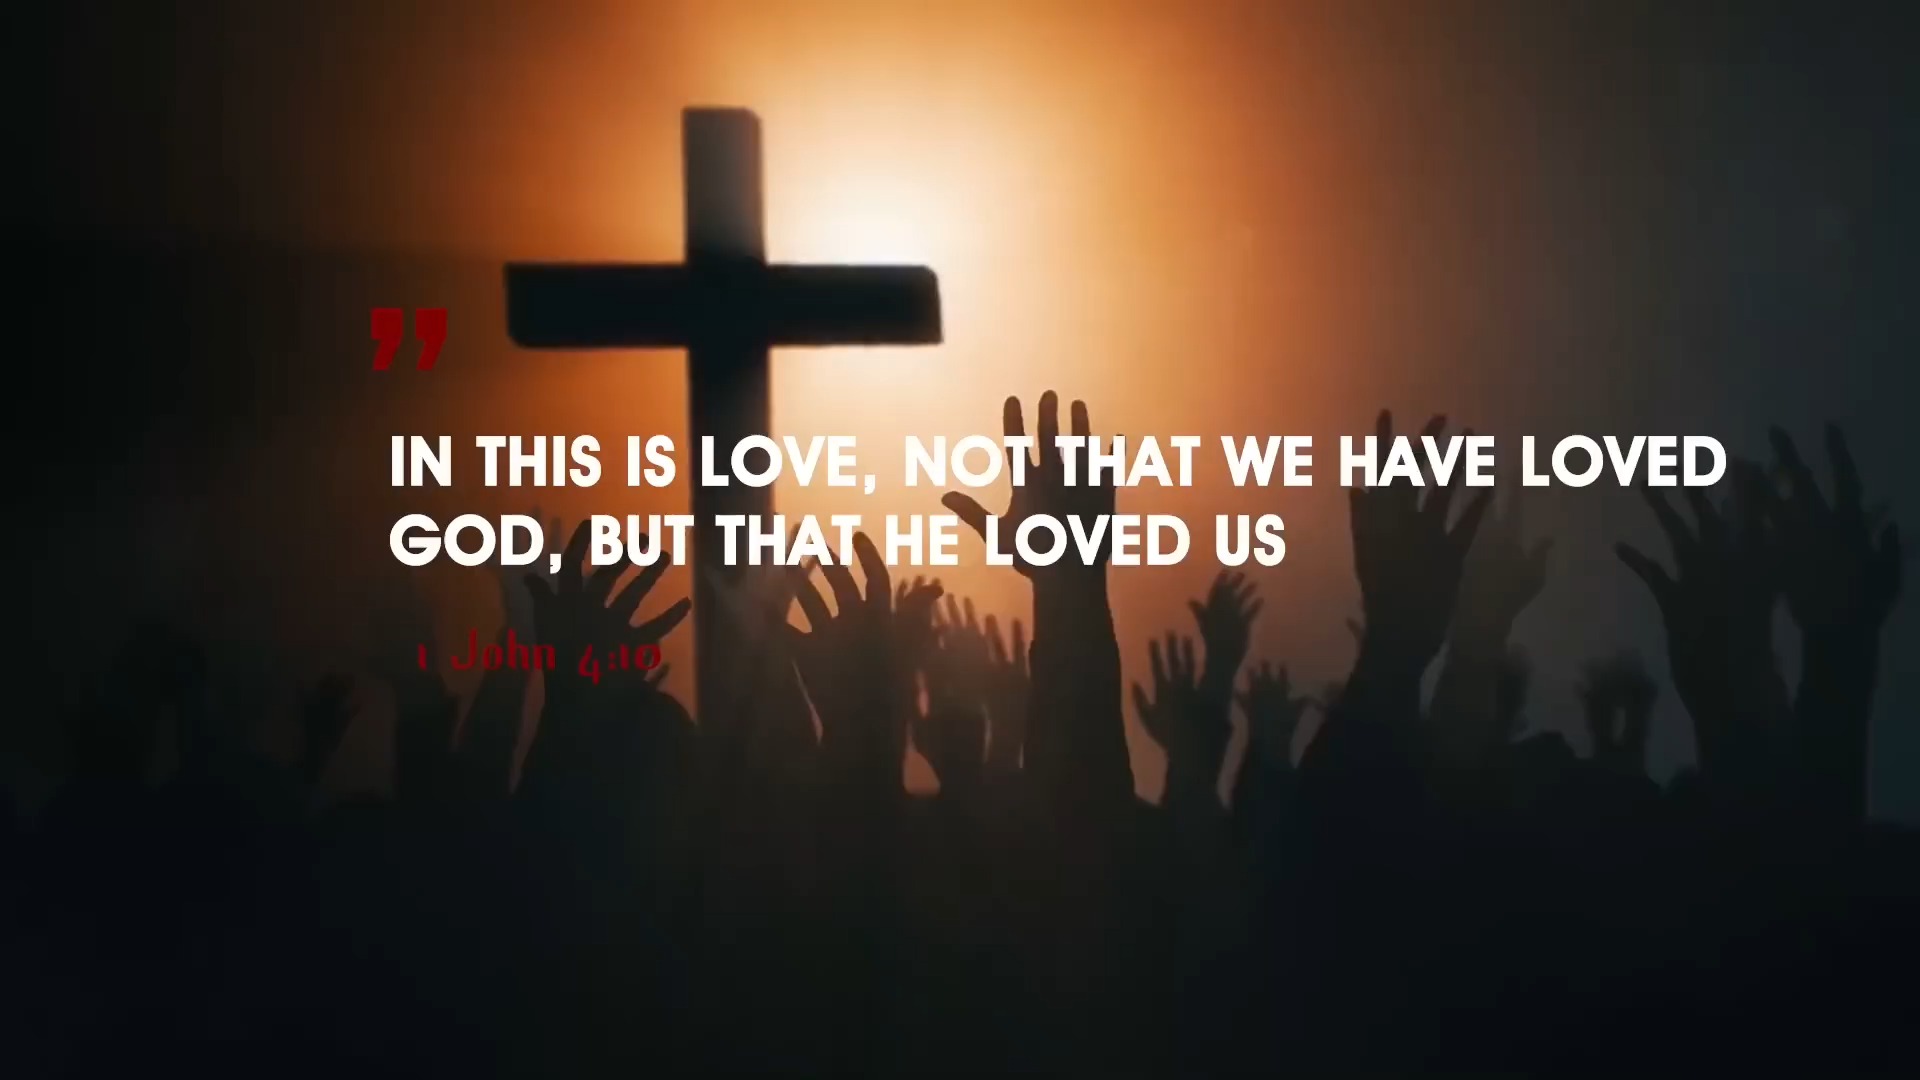 ”
IN THIS IS LOVE, NOT THAT WE HAVE LOVED
GOD, BUT THAT HE LOVED US
1 John 4:10